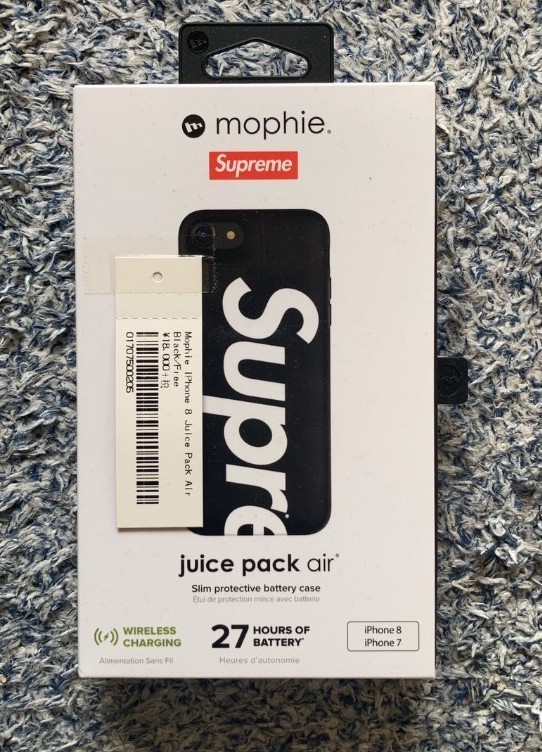 mophie.
Supreme
Supre
Mophie iPhone 8 Juice Pack Air
Black/Free
¥18,000+税
01707500205
juice pack air®
Slim protective battery case
Étui de protection mince avec batterie
WIRELESS
CHARGING
Alimentation Sans Fil
27 HOURS OF
BATTERY*
Heures d'autonomie
iPhone 8
iPhone 7